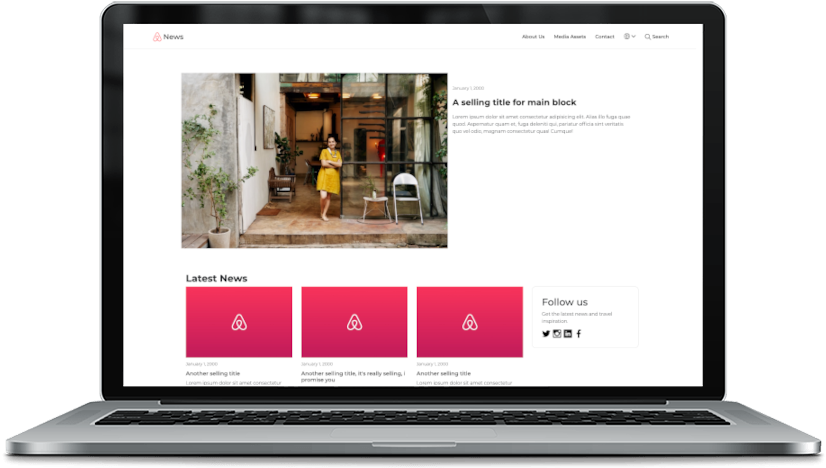 News
About Us
Media Assets
Contact
Search
January 1, 2000
A selling title for main block
Lorem ipsum dolor sit amet consectetur adipisicing elit. Alias illo fuga quae
quod. Aspernatur quam et, fuga deleniti qui, pariatur officia sint veritatis
quo vel odio, magnam consectetur quae! Cumque!
Latest News
January 1, 2000
Another selling title
Lorem ipsum dolor sit amet consectetur
January 1, 2000
Another selling title, it's really selling, I
promise you
January 1, 2000
Another selling title
Lorem ipsum dolor sit amet consectetur
Follow us
Get the latest news and travel
inspiration.